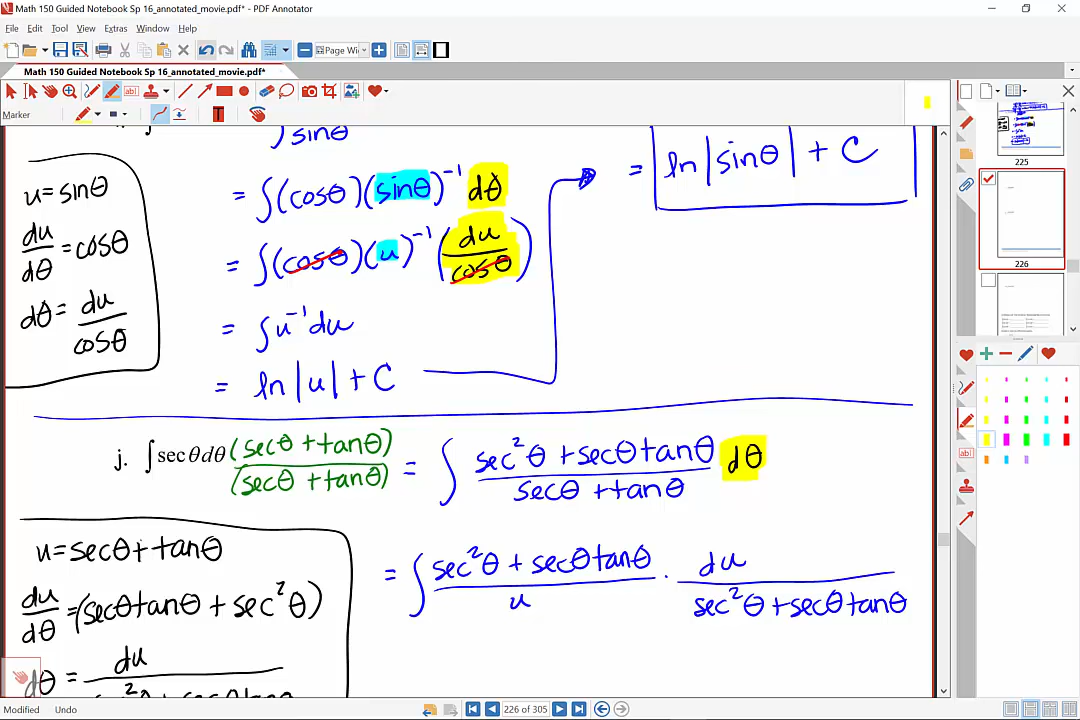 Math 150 Guided Notebook Sp 16_annotated_movie.pdf* - PDF Annotator
File Edit View Tool Extras Window Help
Page Wi
Math 150 Guided Notebook Sp 16_annotated_movie.pdf*
Marker
∫ sinθ
= ln|sinθ| + C
u = sinθ
du/dθ = cosθ
dθ = du/cosθ
= ∫(cosθ)(sinθ)⁻¹ dθ
= ∫(cosθ)(u)⁻¹ (du/cosθ)
= ∫u⁻¹du
= ln|u| + C
j. ∫secθdθ (secθ + tanθ)/(secθ + tanθ) = ∫ (sec²θ + secθtanθ)/(secθ + tanθ) dθ
u = secθ + tanθ
du/dθ = (secθtanθ + sec²θ)
dθ = du
= ∫ (sec²θ + secθtanθ)/u · du/(sec²θ + secθtanθ)
225
226
Modified Undo
226 of 305